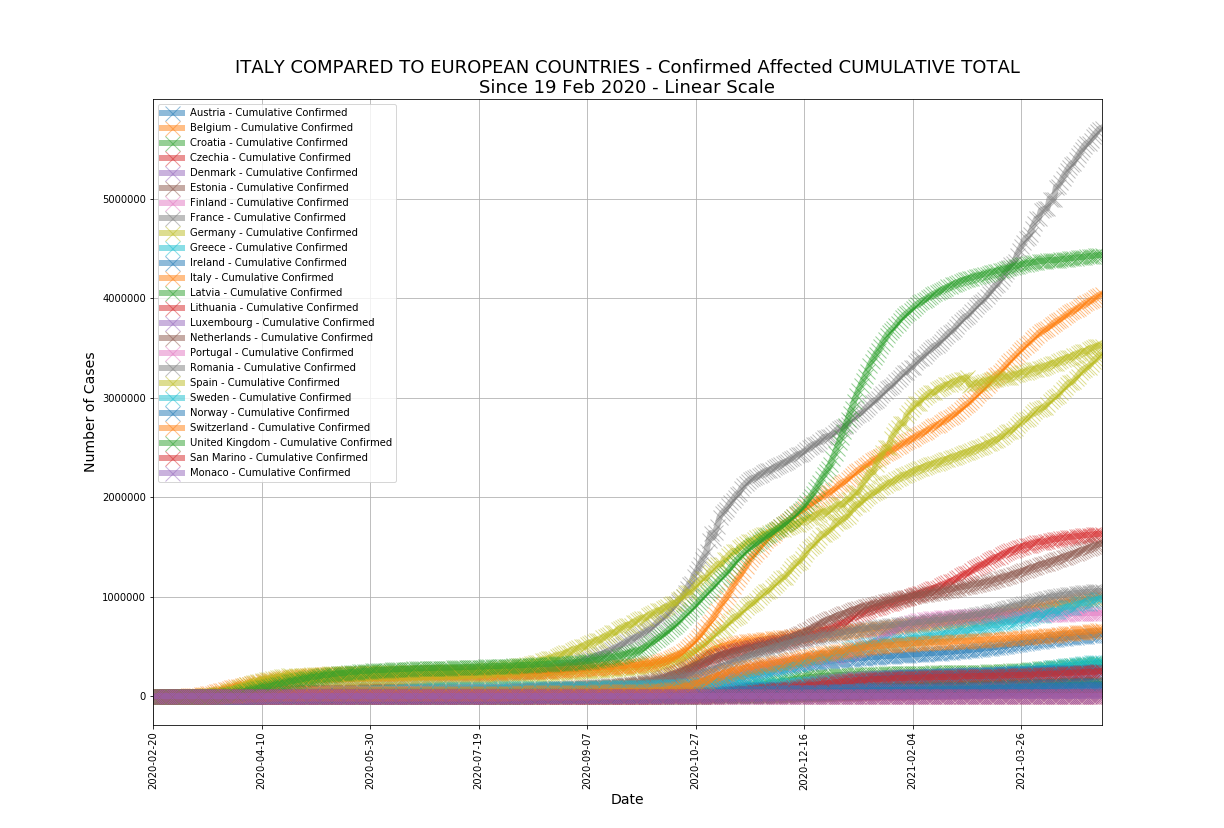 ITALY COMPARED TO EUROPEAN COUNTRIES - Confirmed Affected CUMULATIVE TOTAL
Since 19 Feb 2020 - Linear Scale
Austria - Cumulative Confirmed
Belgium - Cumulative Confirmed
Croatia - Cumulative Confirmed
Czechia - Cumulative Confirmed
Denmark - Cumulative Confirmed
Estonia - Cumulative Confirmed
Finland - Cumulative Confirmed
France - Cumulative Confirmed
Germany - Cumulative Confirmed
Greece - Cumulative Confirmed
Ireland - Cumulative Confirmed
Italy - Cumulative Confirmed
Latvia - Cumulative Confirmed
Lithuania - Cumulative Confirmed
Luxembourg - Cumulative Confirmed
Netherlands - Cumulative Confirmed
Portugal - Cumulative Confirmed
Romania - Cumulative Confirmed
Spain - Cumulative Confirmed
Sweden - Cumulative Confirmed
Norway - Cumulative Confirmed
Switzerland - Cumulative Confirmed
United Kingdom - Cumulative Confirmed
San Marino - Cumulative Confirmed
Monaco - Cumulative Confirmed
Number of Cases
5000000
4000000
3000000
2000000
1000000
0
2020-02-20
2020-04-10
2020-05-30
2020-07-19
2020-09-07
2020-10-27
2020-12-16
2021-02-04
2021-03-26
Date